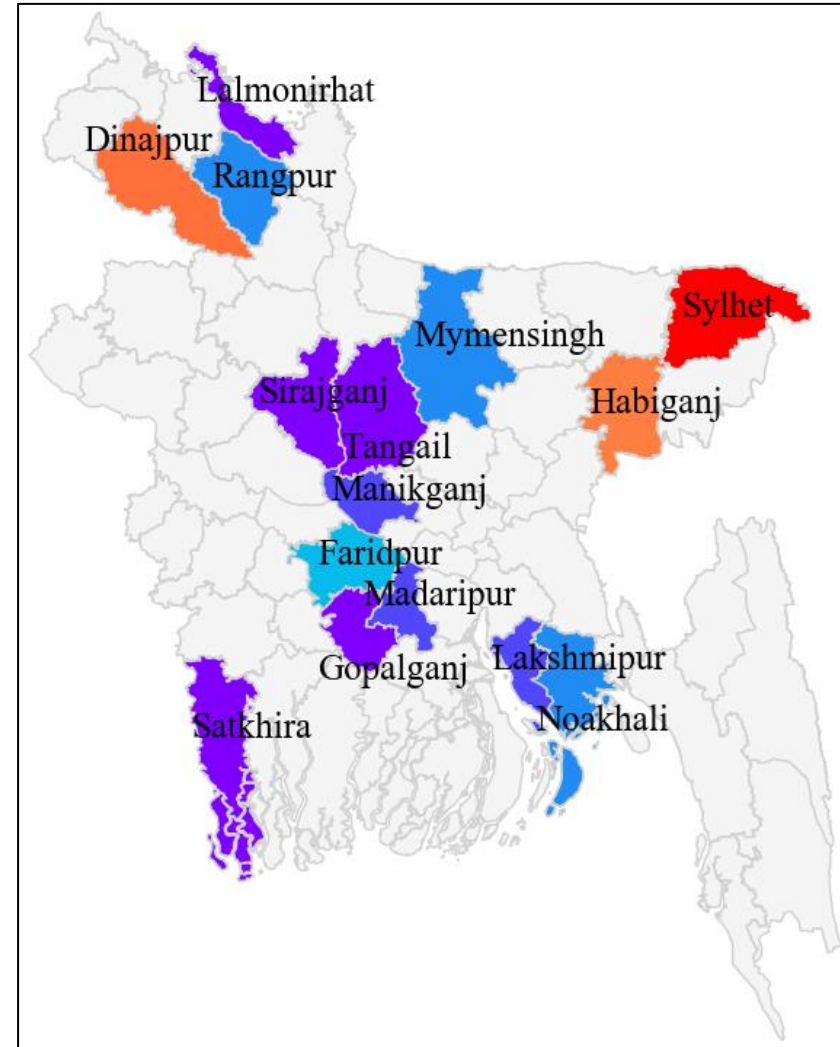 Lalmonirhat
Dinajpur
Rangpur
Sylhet
Mymensingh
Sirajganj
Habiganj
Tangail
Manikganj
Faridpur
Madaripur
Lakshmipur
Gopalganj
Noakhali
Satkhira